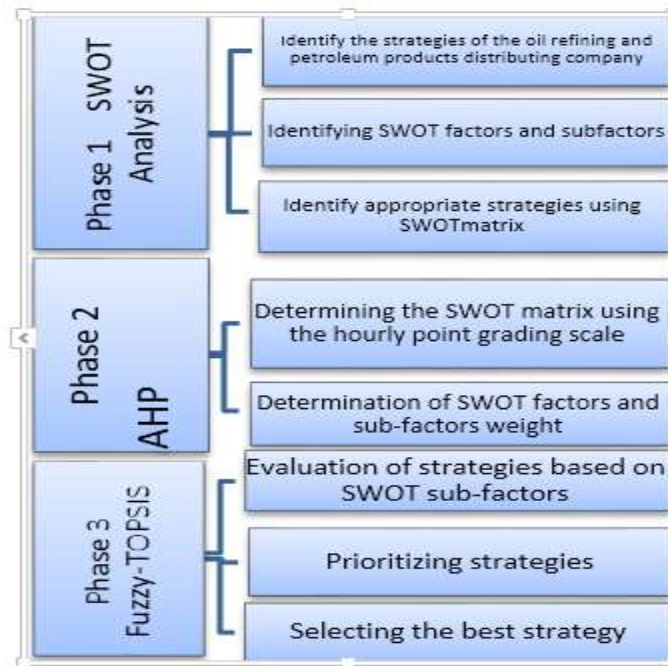 Phase 1 SWOT
Analysis
Identify the strategies of the oil refining and
petroleum products distributing company
Identifying SWOT factors and subfactors
Identify appropriate strategies using
SWOTmatrix
Phase 2
AHP
Determining the SWOT matrix using
the hourly point grading scale
Determination of SWOT factors and
sub-factors weight
Phase 3
Fuzzy-TOPSIS
Evaluation of strategies based on
SWOT sub-factors
Prioritizing strategies
Selecting the best strategy